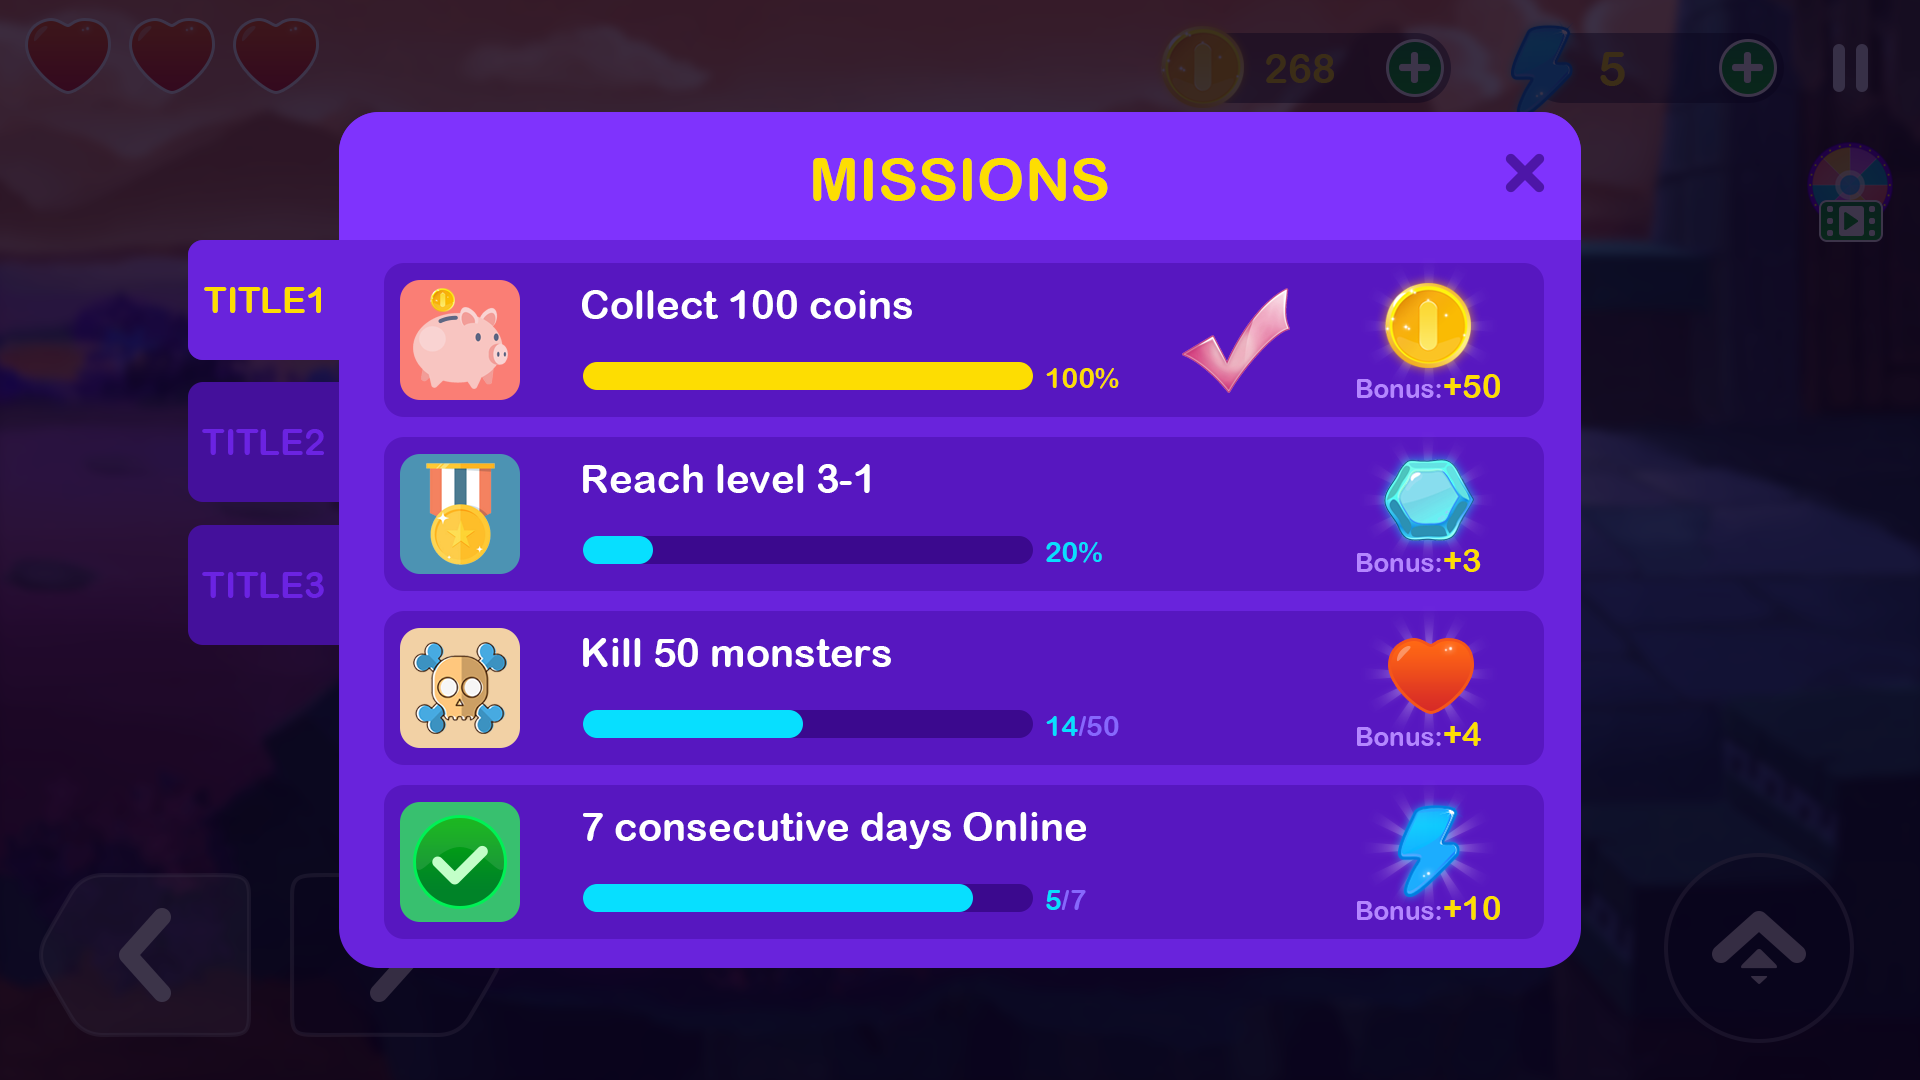 268
5
MISSIONS
TITLE1
TITLE2
TITLE3
Collect 100 coins
100%
Bonus:+50
Reach level 3-1
20%
Bonus:+3
Kill 50 monsters
14/50
Bonus:+4
7 consecutive days Online
5/7
Bonus:+10